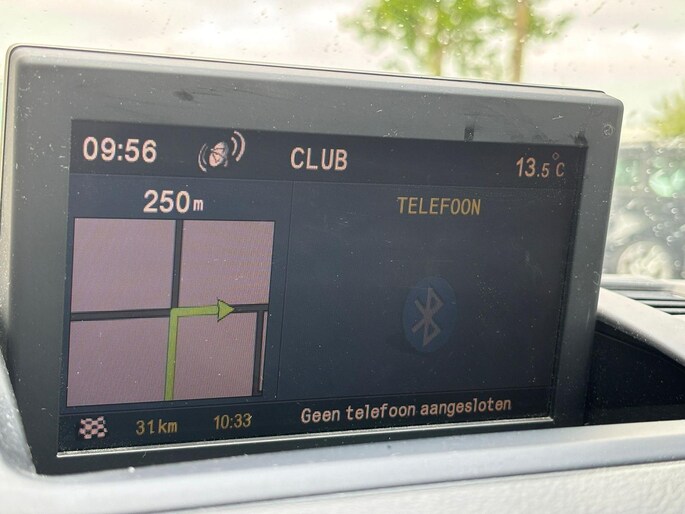 09:56 CLUB 13.5°C
250m
TELEFOON
31km 10:33
Geen telefoon aangesloten